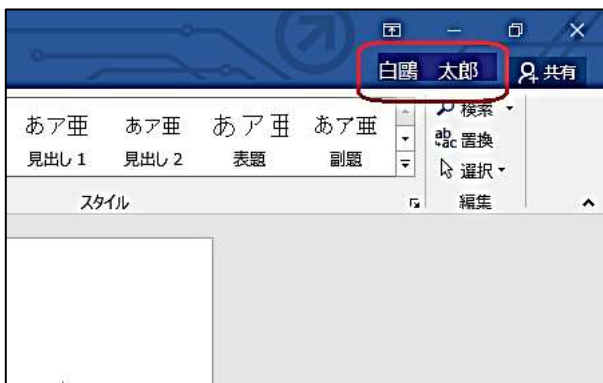 白鷗 太郎 共有
あア亜 あア亜 あア亜 あア亜 検索
見出し 1 見出し 2 表題 副題 abac 置換
選択
スタイル 編集